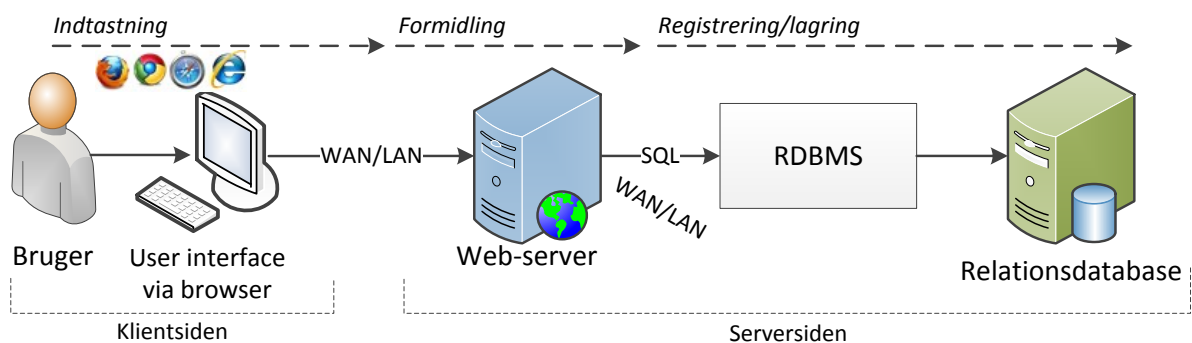 Indtastning
Formidling
Registrering/lagring
WAN/LAN
SQL
WAN/LAN
RDBMS
Bruger
User interface
via browser
Web-server
Relationsdatabase
Klientsiden
Serversiden